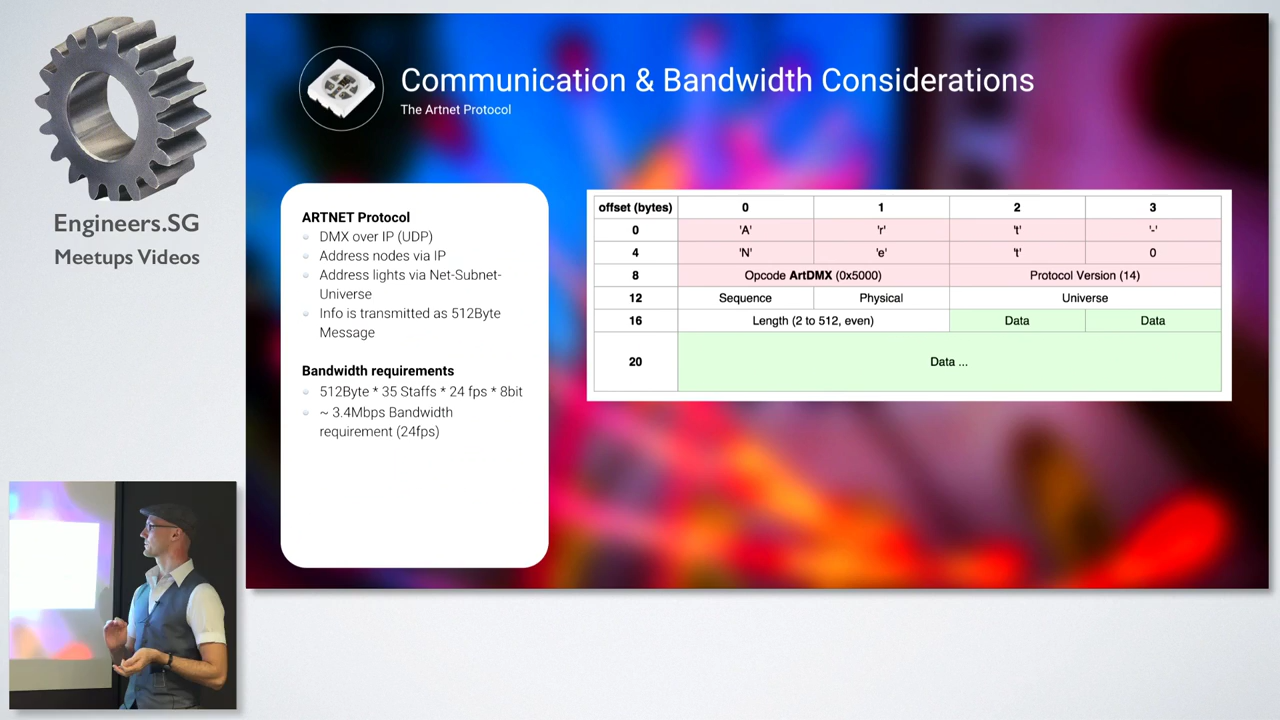 Engineers.SG
Meetups Videos
Communication & Bandwidth Considerations
The Artnet Protocol
ARTNET Protocol
DMX over IP (UDP)
Address nodes via IP
Address lights via Net-Subnet-
Universe
Info is transmitted as 512Byte
Message
Bandwidth requirements
512Byte * 35 Staffs * 24 fps * 8bit
~ 3.4Mbps Bandwidth
requirement (24fps)
offset (bytes) 0 1 2 3
0 'A' 'r' 't' '-'
4 'N' 'e' 't' 0
8 Opcode ArtDMX (0x5000) Protocol Version (14)
12 Sequence Physical Universe
16 Length (2 to 512, even) Data Data
20 Data ...